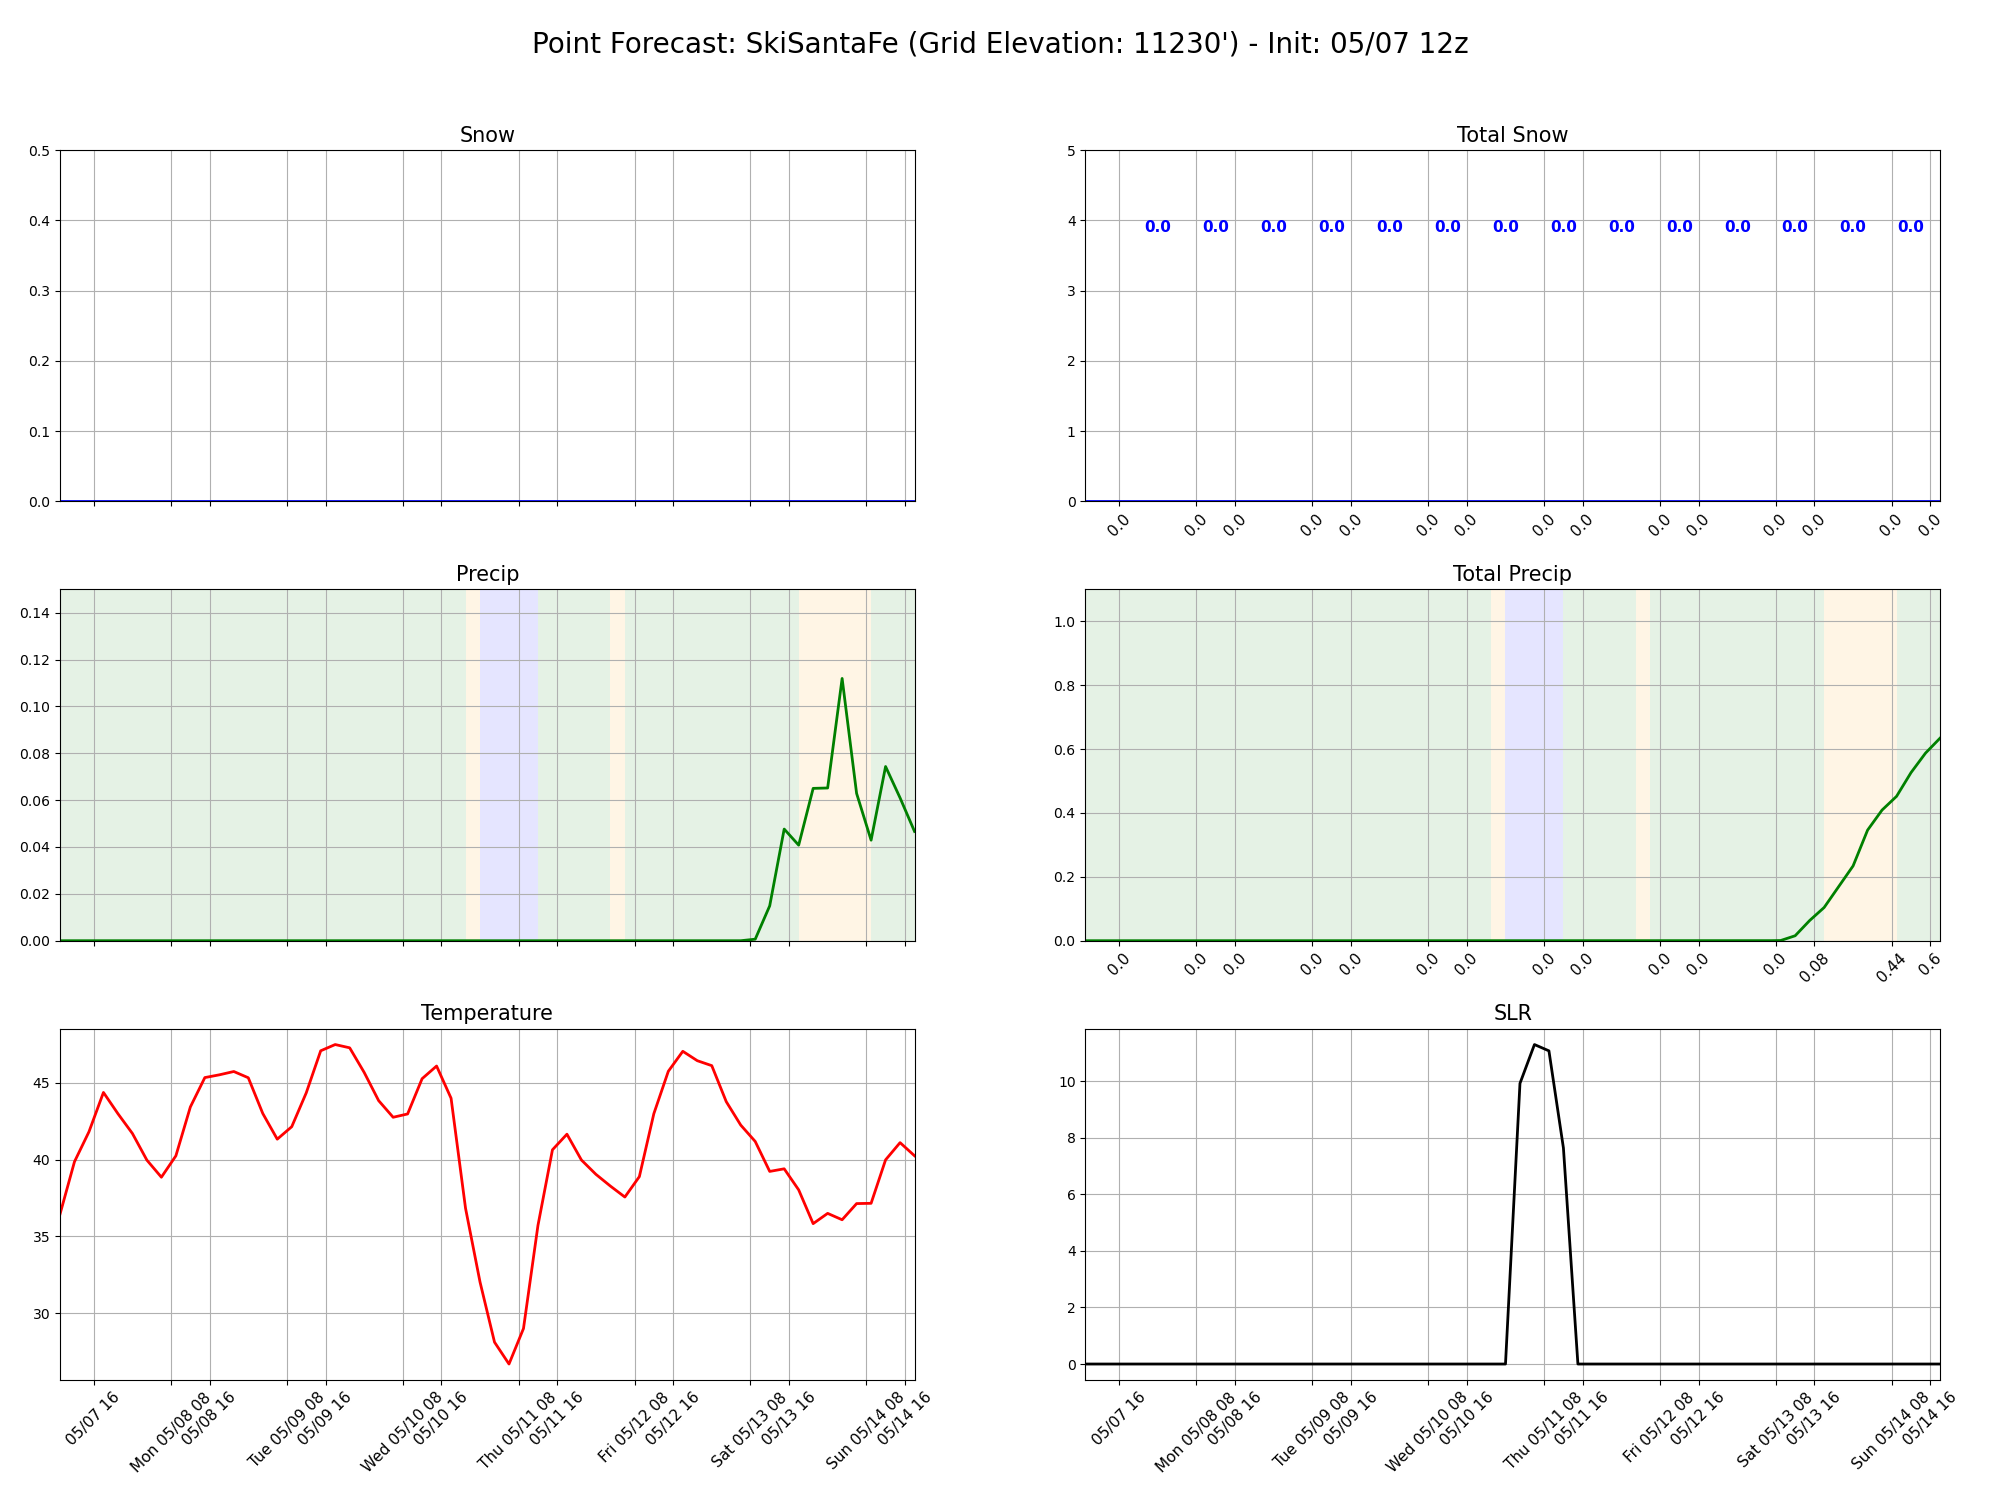 Point Forecast: SkiSantaFe (Grid Elevation: 11230') - Init: 05/07 12z
Snow
0.5
0.4
0.3
0.2
0.1
0.0
Total Snow
5
4
3
2
1
0
0.0 0.0 0.0 0.0 0.0 0.0 0.0 0.0 0.0 0.0 0.0 0.0 0.0 0.0
0.0 0.0 0.0 0.0 0.0 0.0 0.0 0.0 0.0 0.0 0.0 0.0 0.0 0.0 0.0
Precip
0.14
0.12
0.10
0.08
0.06
0.04
0.02
0.00
Total Precip
1.0
0.8
0.6
0.4
0.2
0.0
0.0 0.0 0.0 0.0 0.0 0.0 0.0 0.0 0.0 0.0 0.0 0.0 0.08 0.44 0.6
Temperature
45
40
35
30
05/07 16
Mon 05/08 08
05/08 16
Tue 05/09 08
05/09 16
Wed 05/10 08
05/10 16
Thu 05/11 08
05/11 16
Fri 05/12 08
05/12 16
Sat 05/13 08
05/13 16
Sun 05/14 08
05/14 16
SLR
10
8
6
4
2
0
05/07 16
Mon 05/08 08
05/08 16
Tue 05/09 08
05/09 16
Wed 05/10 08
05/10 16
Thu 05/11 08
05/11 16
Fri 05/12 08
05/12 16
Sat 05/13 08
05/13 16
Sun 05/14 08
05/14 16